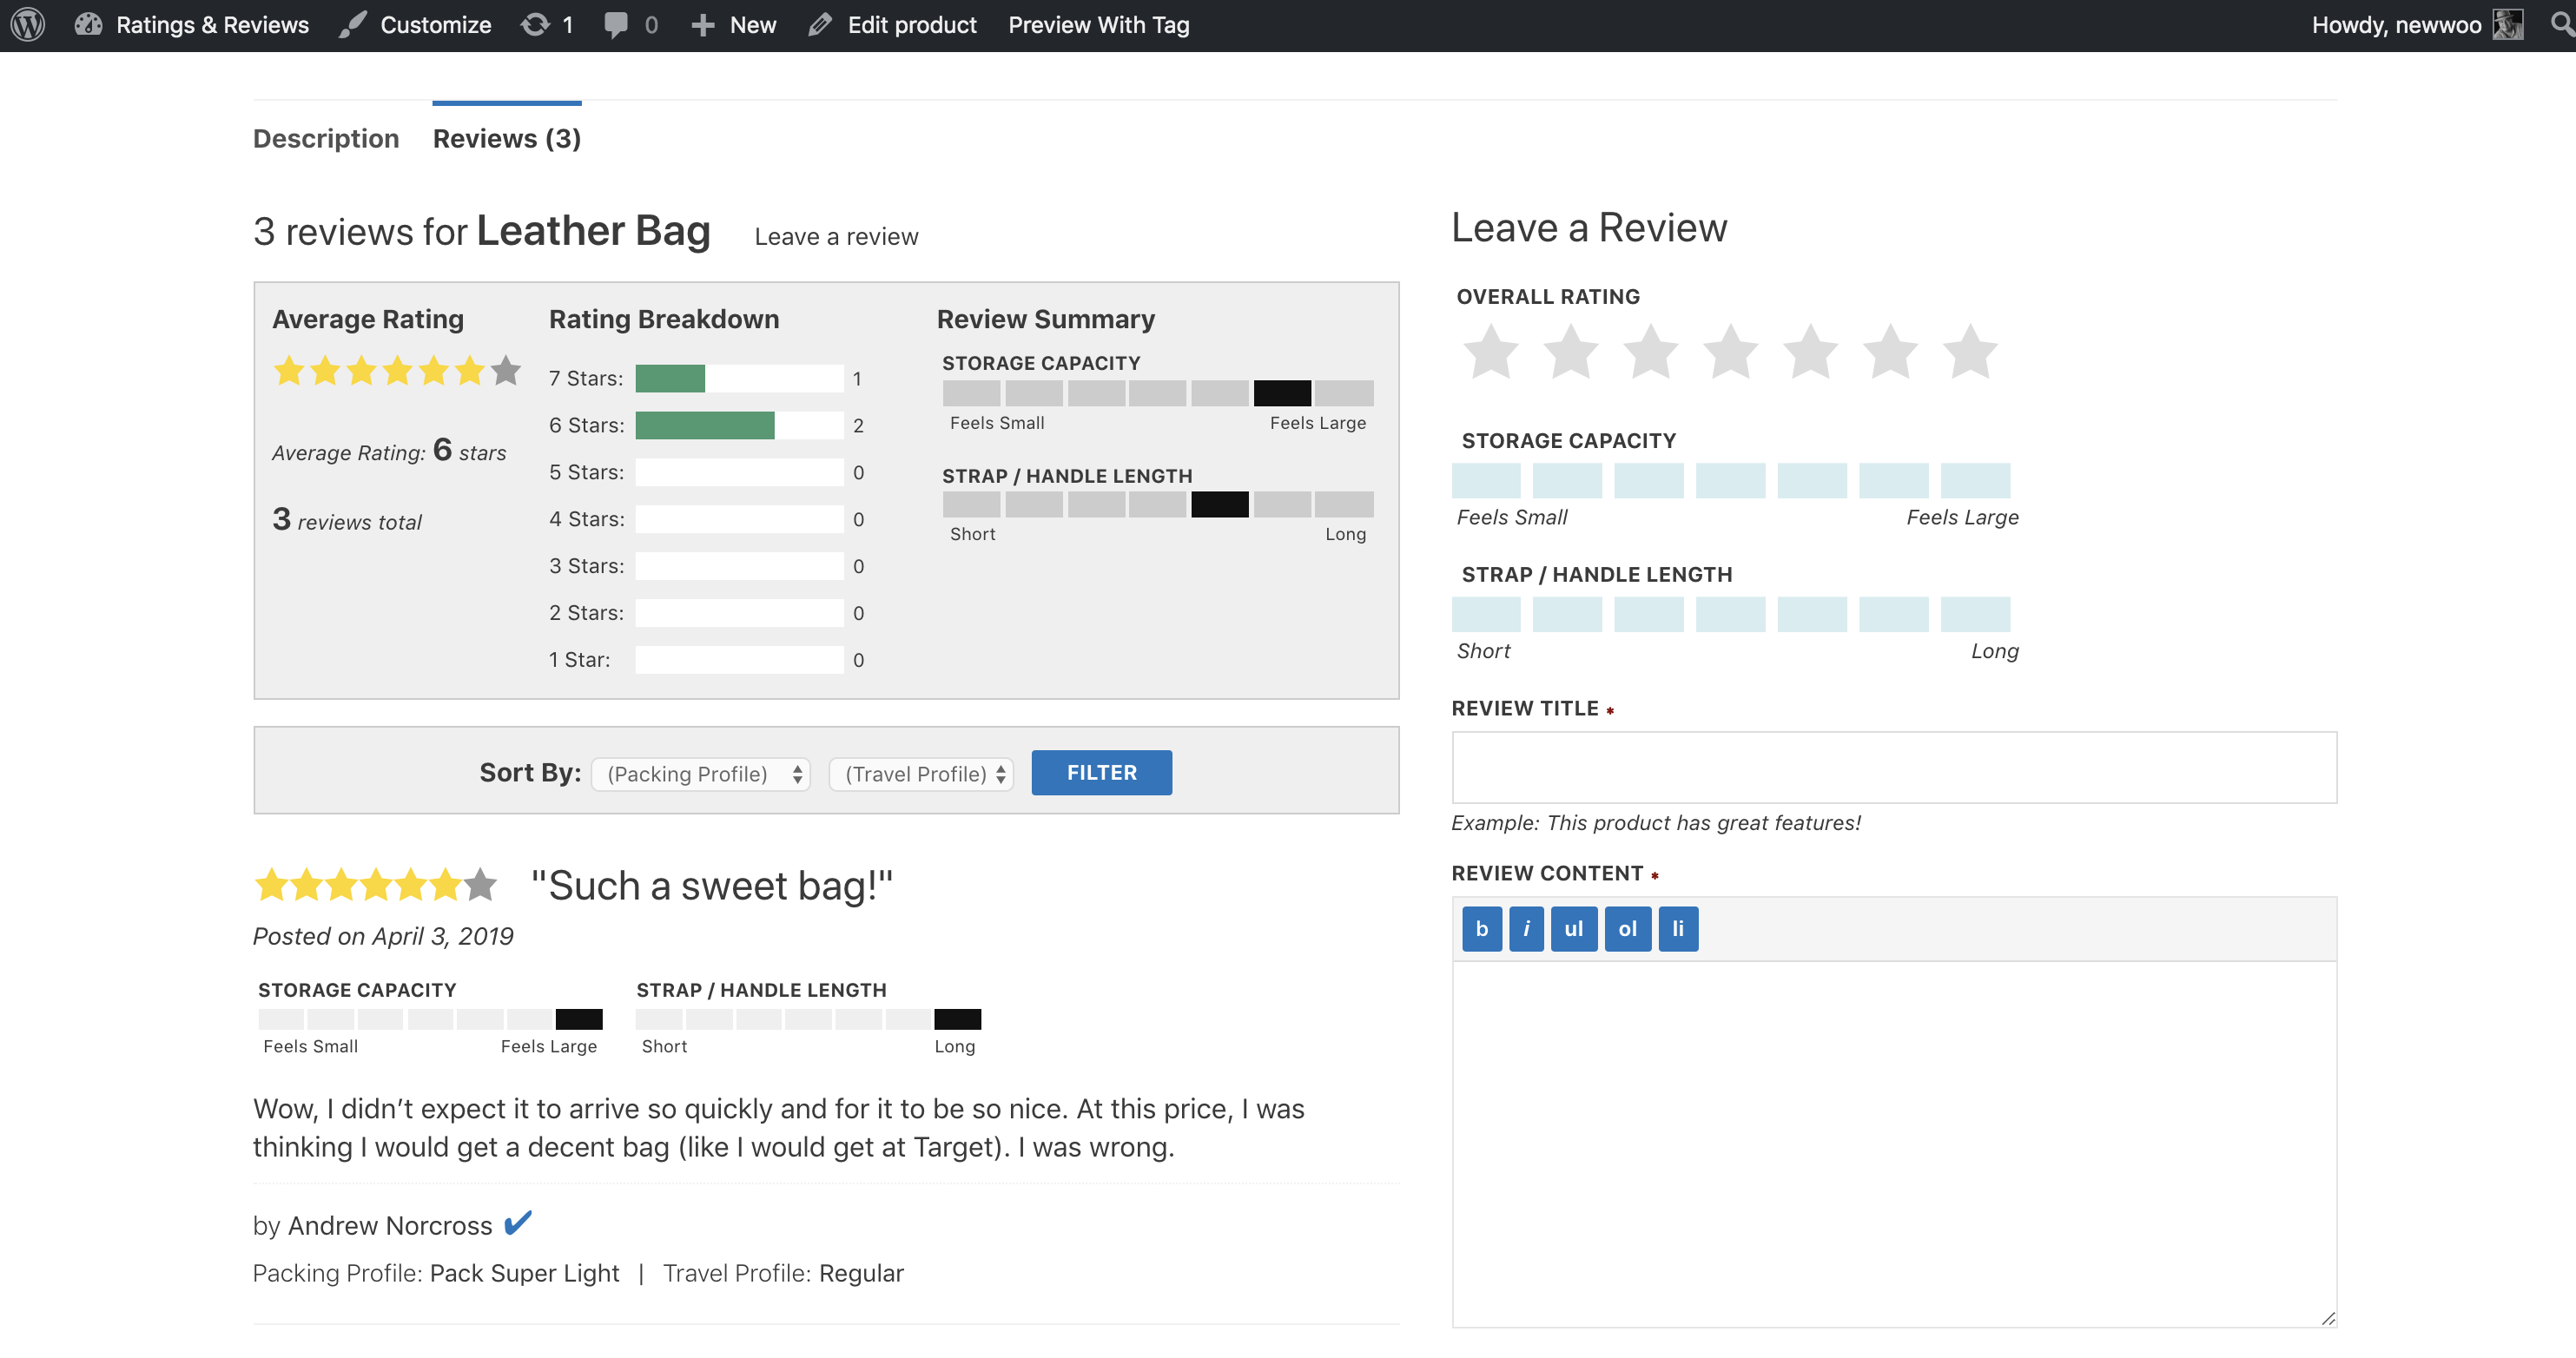 Ratings & Reviews Customize 1 0 New Edit product Preview With Tag Howdy, newwoo
Description Reviews (3)
3 reviews for Leather Bag Leave a review
Average Rating
Average Rating: 6 stars
3 reviews total
Rating Breakdown
7 Stars: 1
6 Stars: 2
5 Stars: 0
4 Stars: 0
3 Stars: 0
2 Stars: 0
1 Star: 0
Review Summary
STORAGE CAPACITY
Feels Small Feels Large
STRAP / HANDLE LENGTH
Short Long
Sort By: (Packing Profile) (Travel Profile) FILTER
"Such a sweet bag!"
Posted on April 3, 2019
STORAGE CAPACITY STRAP / HANDLE LENGTH
Feels Small Feels Large Short Long
Wow, I didn’t expect it to arrive so quickly and for it to be so nice. At this price, I was
thinking I would get a decent bag (like I would get at Target). I was wrong.
by Andrew Norcross
Packing Profile: Pack Super Light | Travel Profile: Regular
Leave a Review
OVERALL RATING
STORAGE CAPACITY
Feels Small Feels Large
STRAP / HANDLE LENGTH
Short Long
REVIEW TITLE *
Example: This product has great features!
REVIEW CONTENT *
b i ul ol li